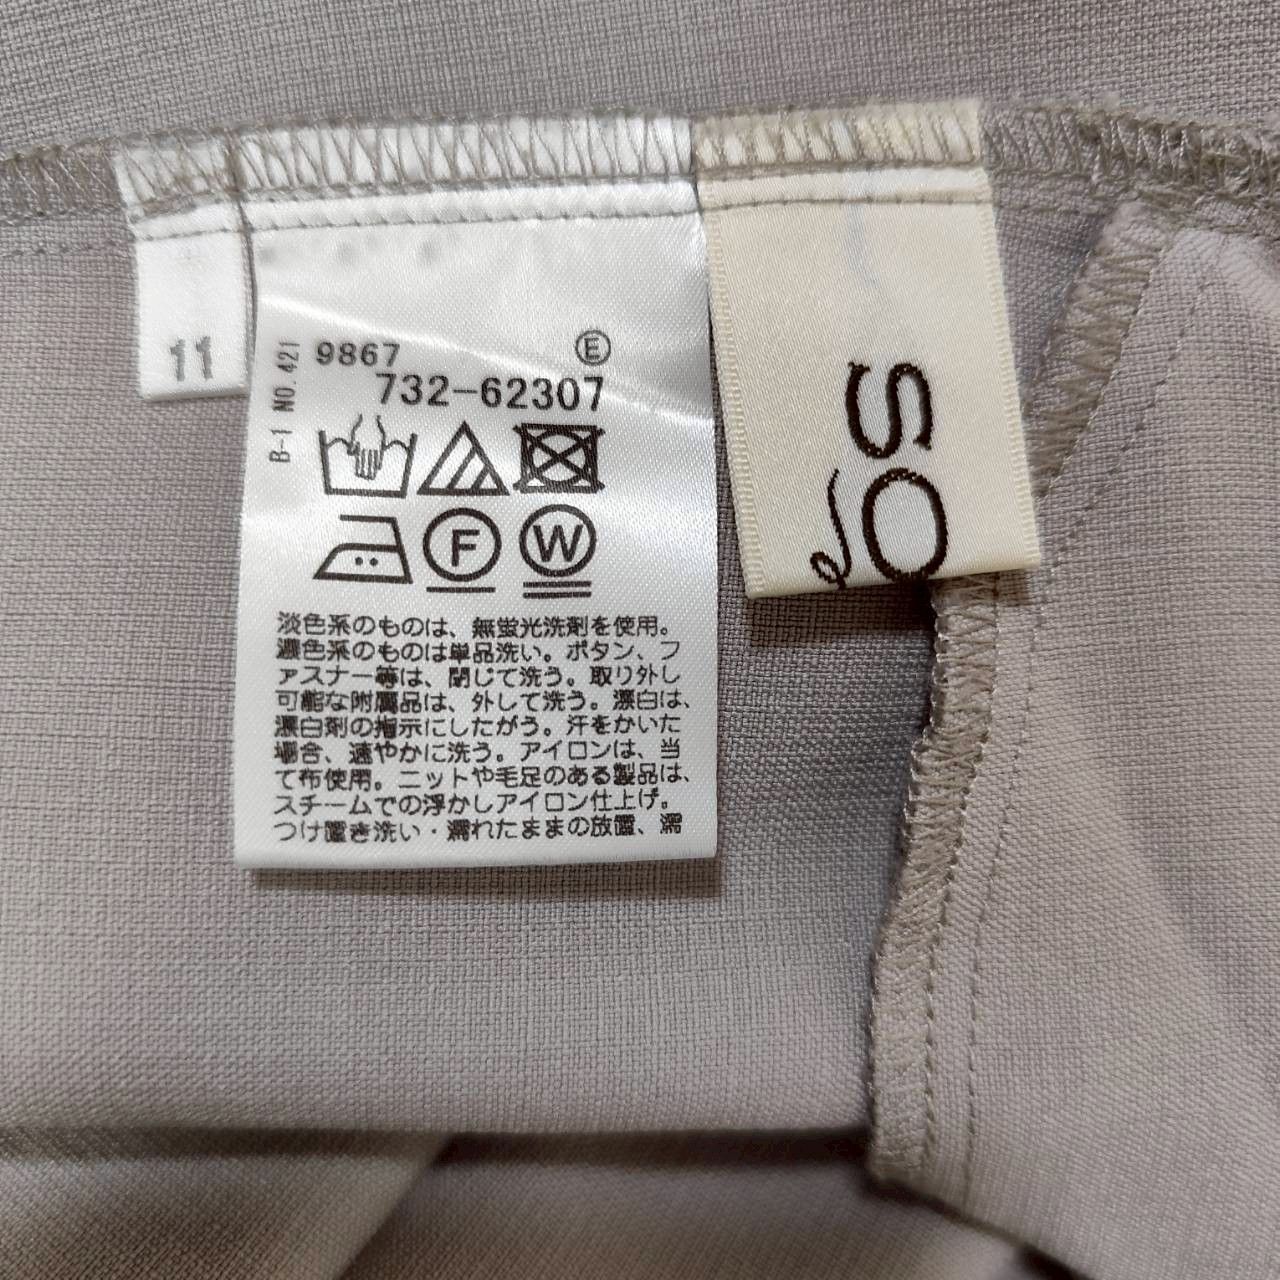 11
B-1 NO.421
9867
E
732-62307
F
W
淡色系のものは、無蛍光洗剤を使用。
濃色系のものは単品洗い。ボタン、フ
ァスナー等は、閉じて洗う。取り外し
可能な附属品は、外して洗う。漂白は、
漂白剤の指示にしたがう。汗をかいた
場合、速やかに洗う。アイロンは、当
て布使用。ニットや毛足のある製品は、
スチームでの浮かしアイロン仕上げ。
つけ置き洗い・濡れたままの放置、濡
so